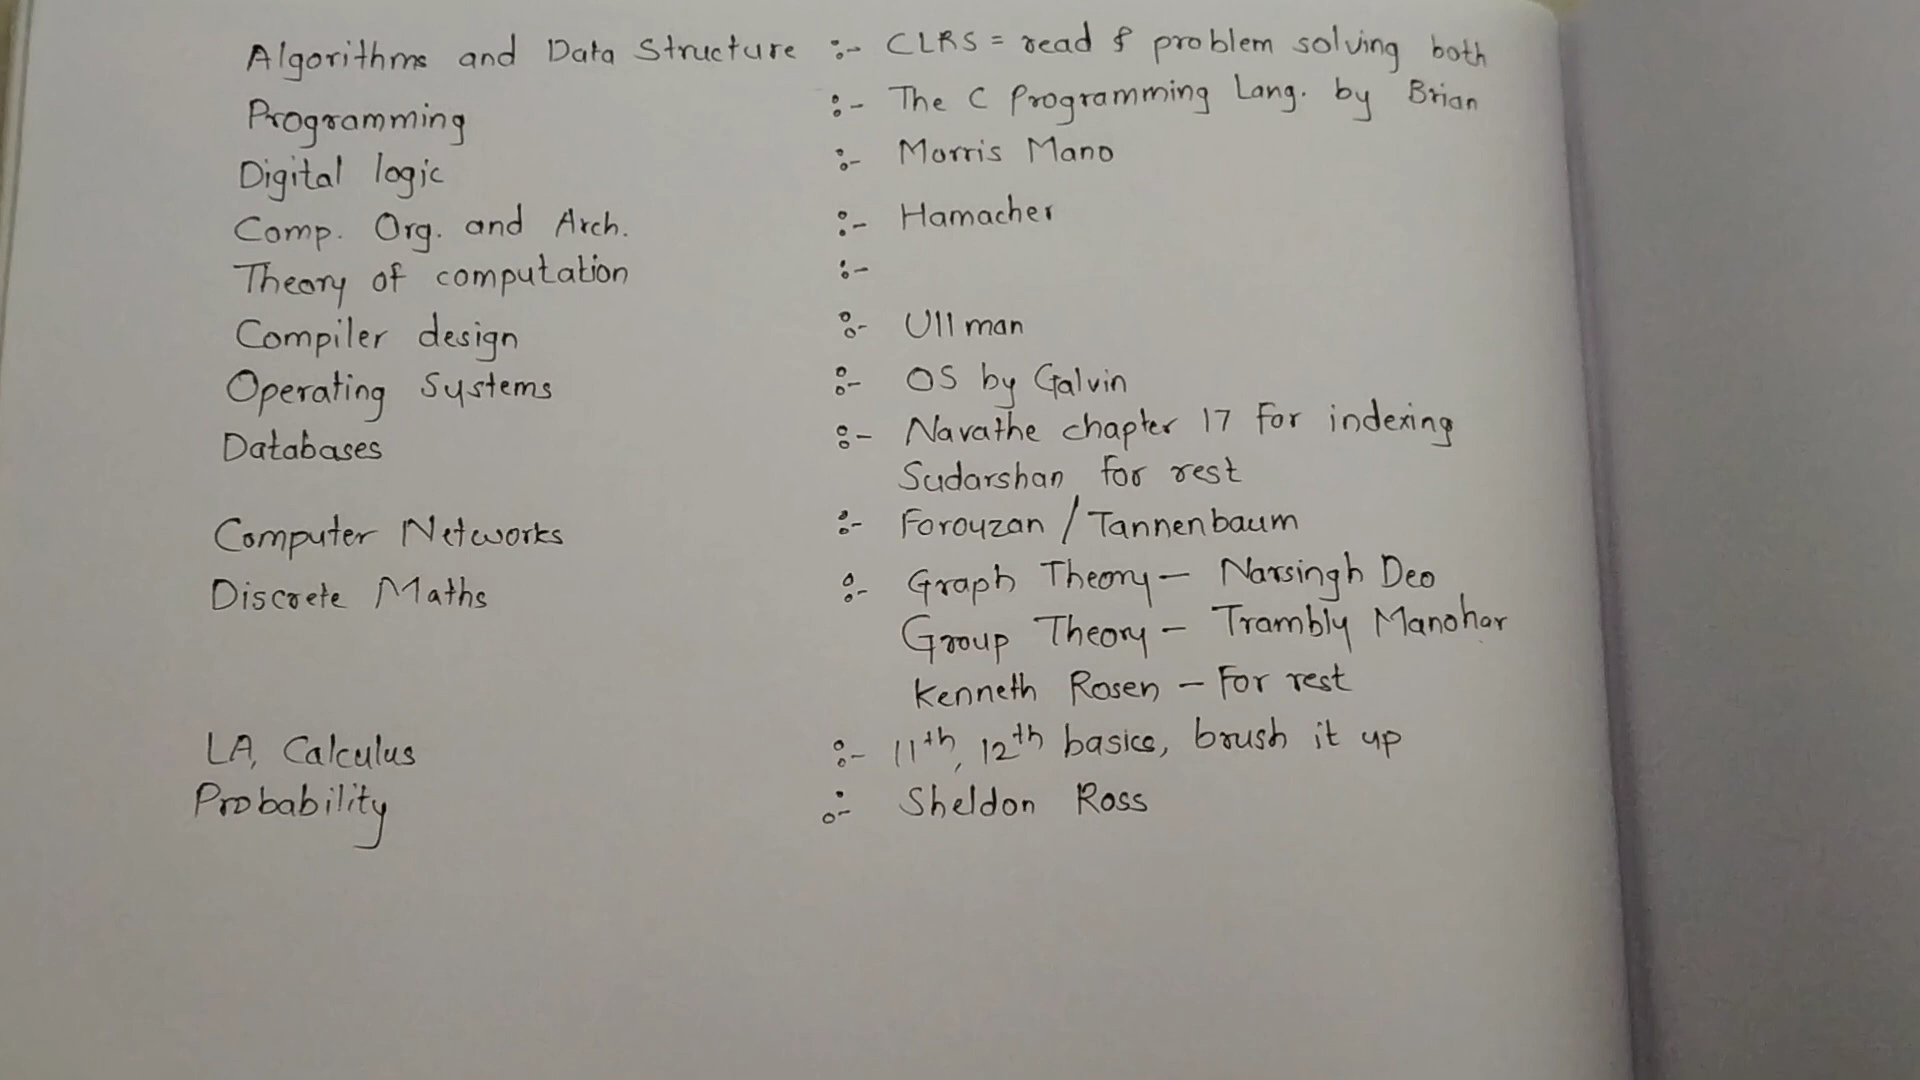 Algorithms and Data Structure :- CLRS = read & problem solving both
Programming :- The C Programming Lang. by Brian
Digital logic :- Morris Mano
Comp. Org. and Arch. :- Hamacher
Theory of computation :-
Compiler design :- Ullman
Operating Systems :- OS by Galvin
Databases :- Navathe chapter 17 for indexing
Sudarshan for rest
Computer Networks :- Forouzan / Tannenbaum
Discrete Maths :- Graph Theory - Narsingh Deo
Group Theory - Trambly Manohar
Kenneth Rosen - For rest
LA, Calculus :- 11th, 12th basics, brush it up
Probability :- Sheldon Ross